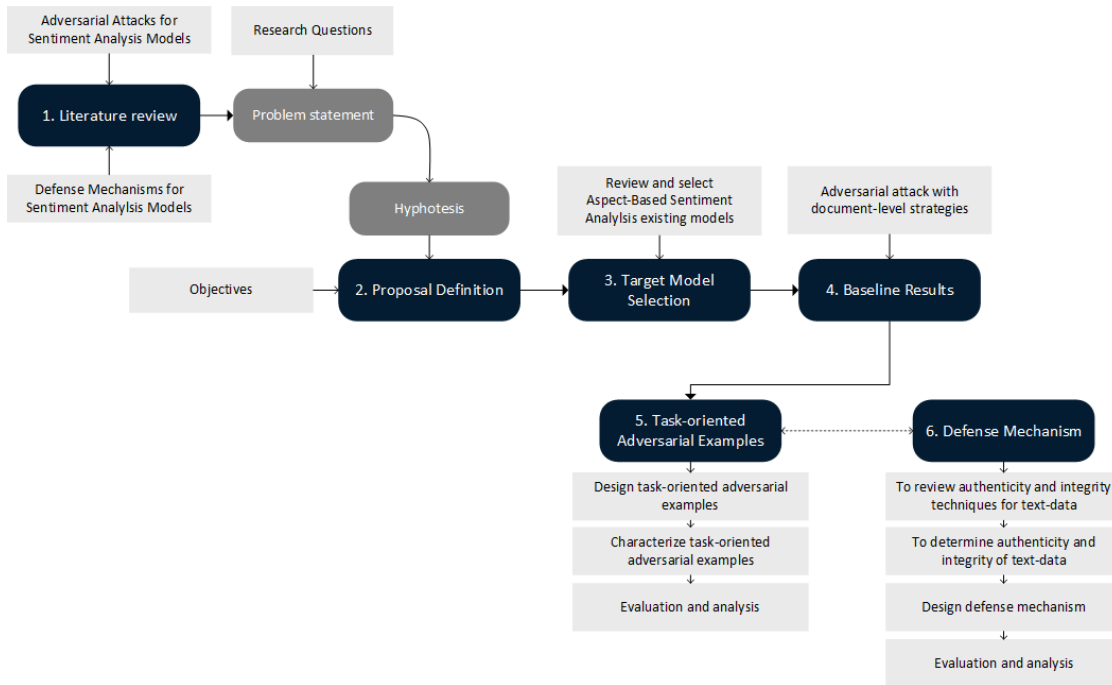 Adversarial Attacks for
Sentiment Analysis Models
Research Questions
1. Literature review
Problem statement
Defense Mechanisms for
Sentiment Analylsis Models
Hyphotesis
Review and select
Aspect-Based Sentiment
Analylsis existing models
Adversarial attack with
document-level strategies
Objectives
2. Proposal Definition
3. Target Model
Selection
4. Baseline Results
5. Task-oriented
Adversarial Examples
6. Defense Mechanism
Design task-oriented adversarial
examples
Characterize task-oriented
adversarial examples
Evaluation and analysis
To review authenticity and integrity
techniques for text-data
To determine authenticity and
integrity of text-data
Design defense mechanism
Evaluation and analysis